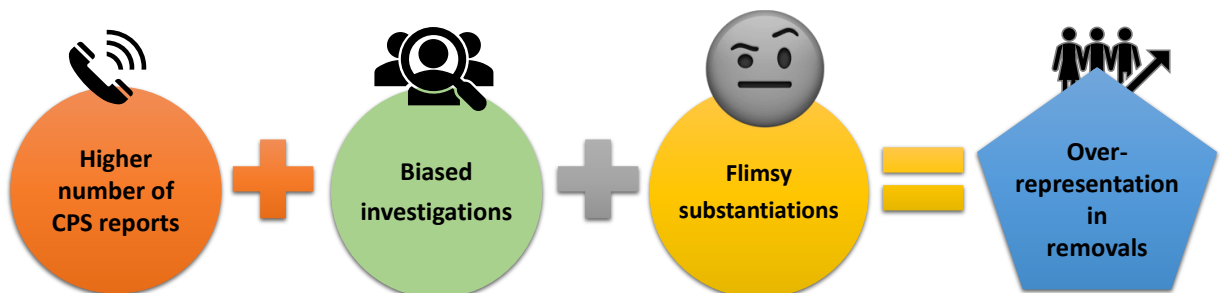 Higher
number of
CPS reports
Biased
investigations
Flimsy
substantiations
Over-
representation
in
removals